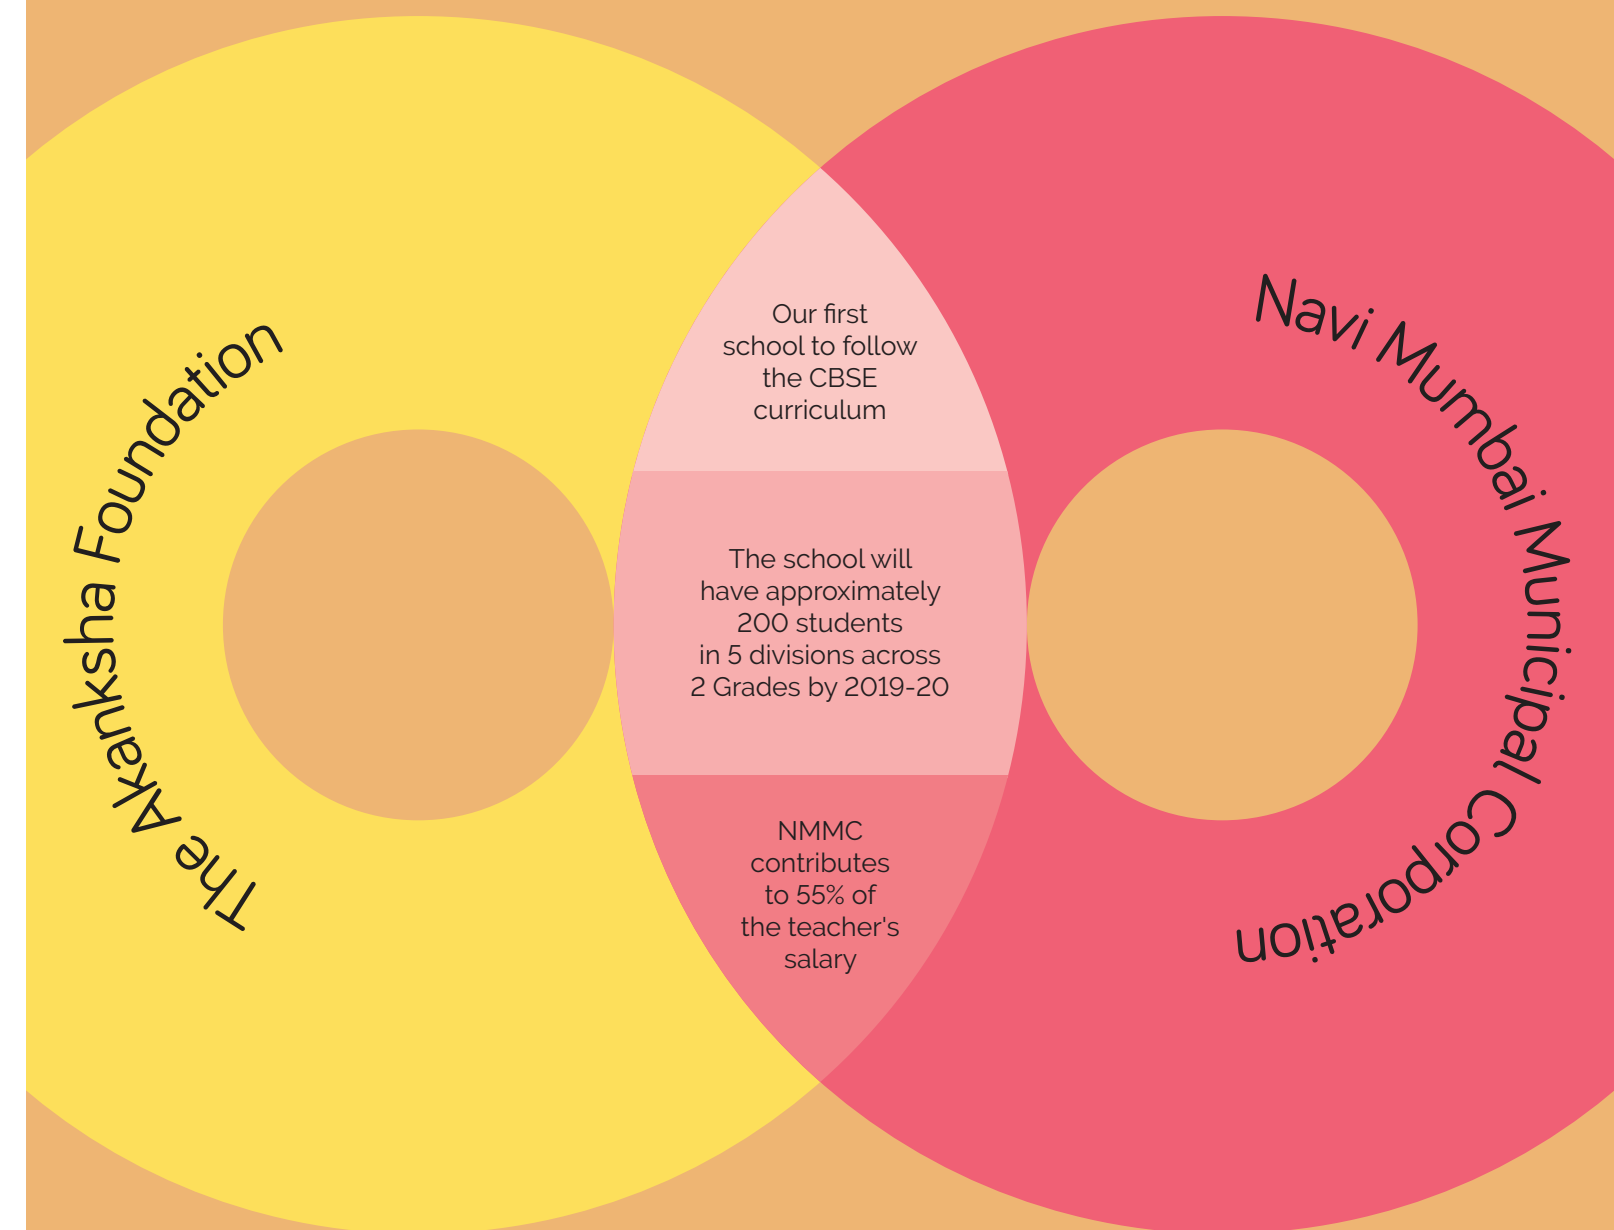 The Akanksha Foundation
Our first
school to follow
the CBSE
curriculum
The school will
have approximately
200 students
in 5 divisions across
2 Grades by 2019-20
NMMC
contributes
to 55% of
the teacher's
salary
Navi Mumbai Municipal Corporation